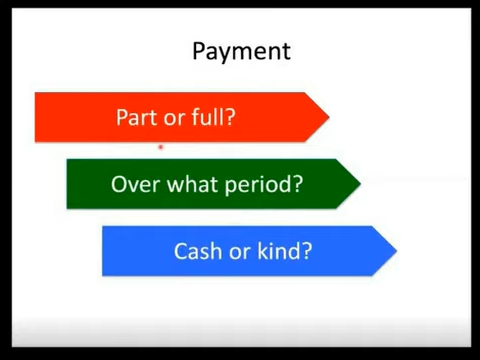 Payment
Part or full?
Over what period?
Cash or kind?